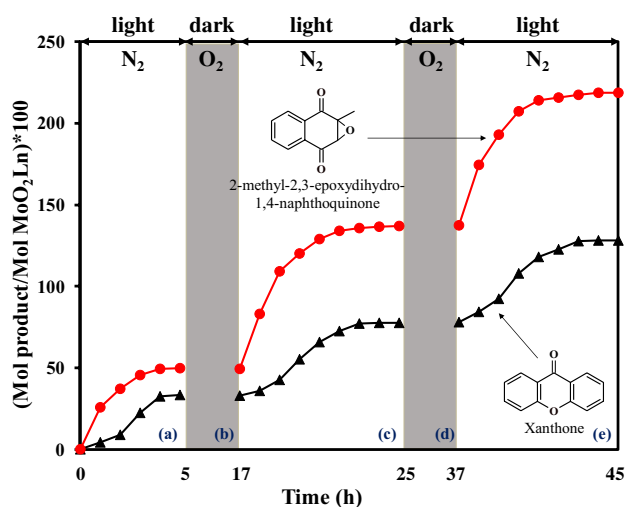 light dark light dark light
N2 O2 N2 O2 N2
250
200
150
100
50
0
(Mol product/Mol MoO2Ln)*100
O
O
O
2-methyl-2,3-epoxydihydro-
1,4-naphthoquinone
O
O
Xanthone
(a) (b) (c) (d) (e)
0 5 17 25 37 45
Time (h)